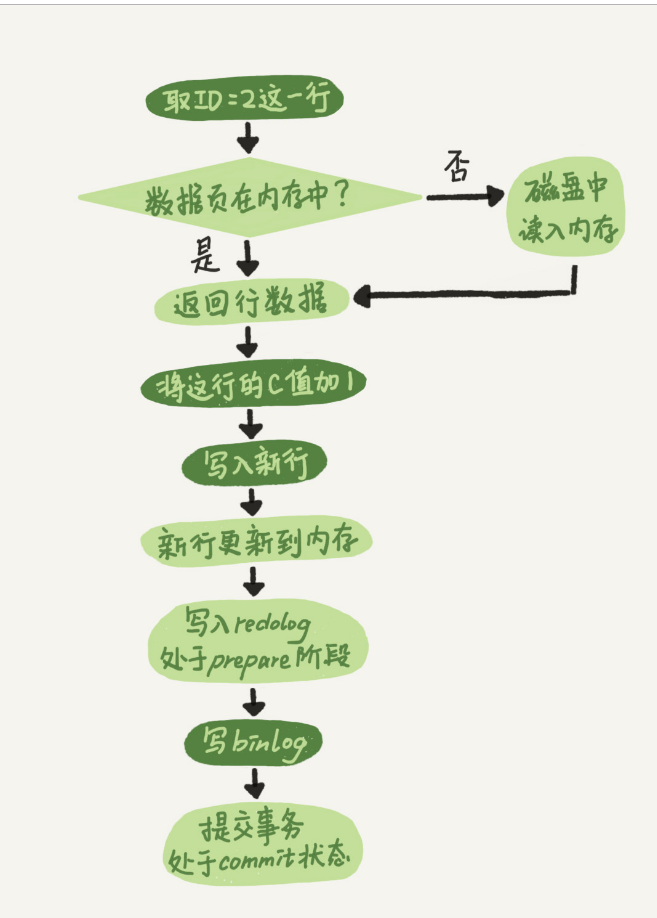 取ID=2这一行
数据页在内存中?
否
磁盘中
读入内存
是
返回行数据
将这行的C值加1
写入新行
新行更新到内存
写入redolog
处于prepare阶段
写binlog
提交事务
处于commit状态